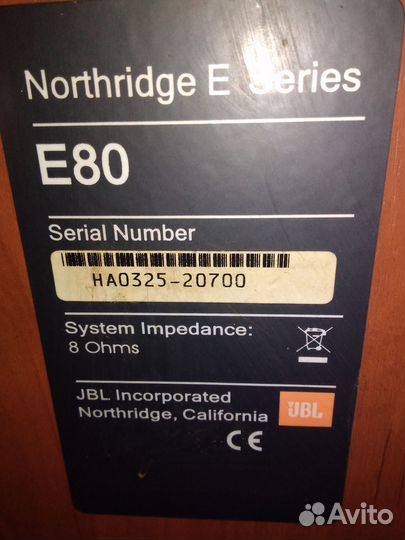 Northridge E Series
E80
Serial Number
HA0325-20700
System Impedance:
8 Ohms
JBL Incorporated
Northridge, California
JBL
CE
Avito